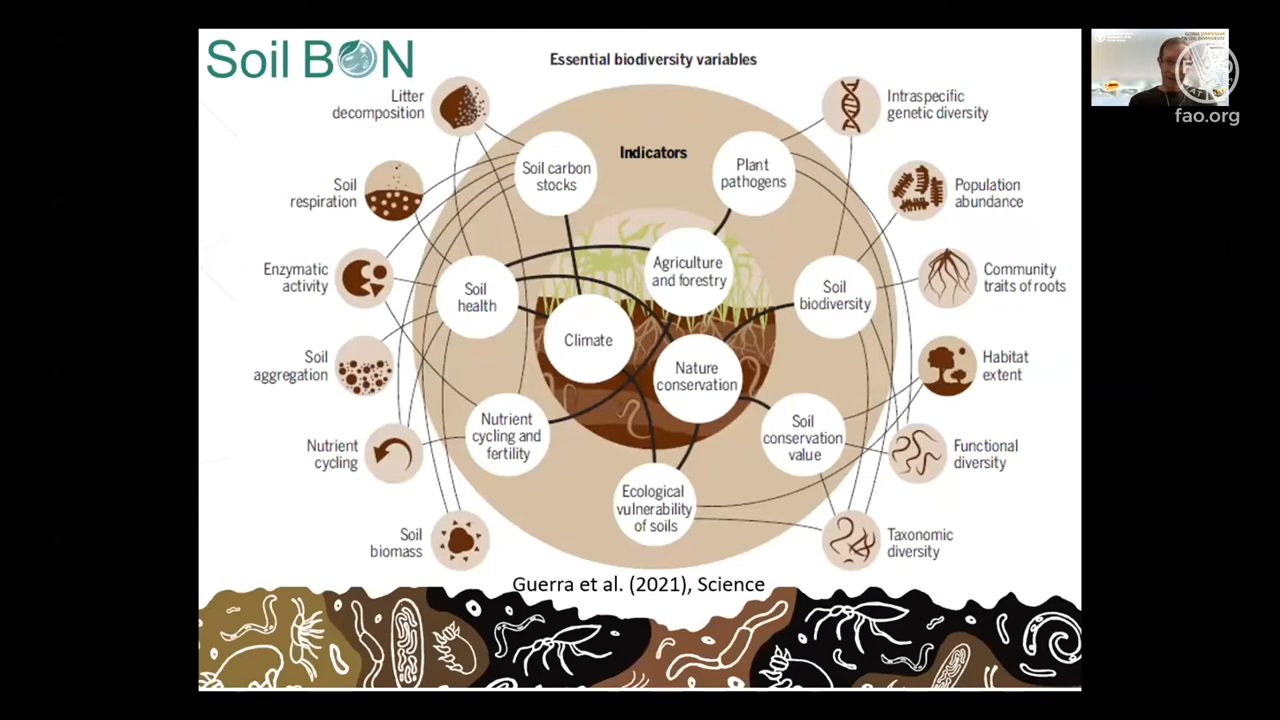 Soil BON
Essential biodiversity variables
Indicators
Litter
decomposition
Soil
respiration
Enzymatic
activity
Soil
aggregation
Nutrient
cycling
Soil
biomass
Soil carbon
stocks
Plant
pathogens
Soil
health
Agriculture
and forestry
Soil
biodiversity
Climate
Nature
conservation
Nutrient
cycling and
fertility
Soil
conservation
value
Ecological
vulnerability
of soils
Intraspecific
genetic diversity
Population
abundance
Community
traits of roots
Habitat
extent
Functional
diversity
Taxonomic
diversity
Guerra et al. (2021), Science
fao.org